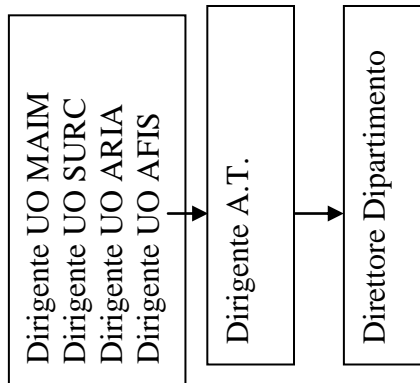 Dirigente UO MAIM
Dirigente UO SURC
Dirigente UO ARIA
Dirigente UO AFIS
Dirigente A.T.
Direttore Dipartimento